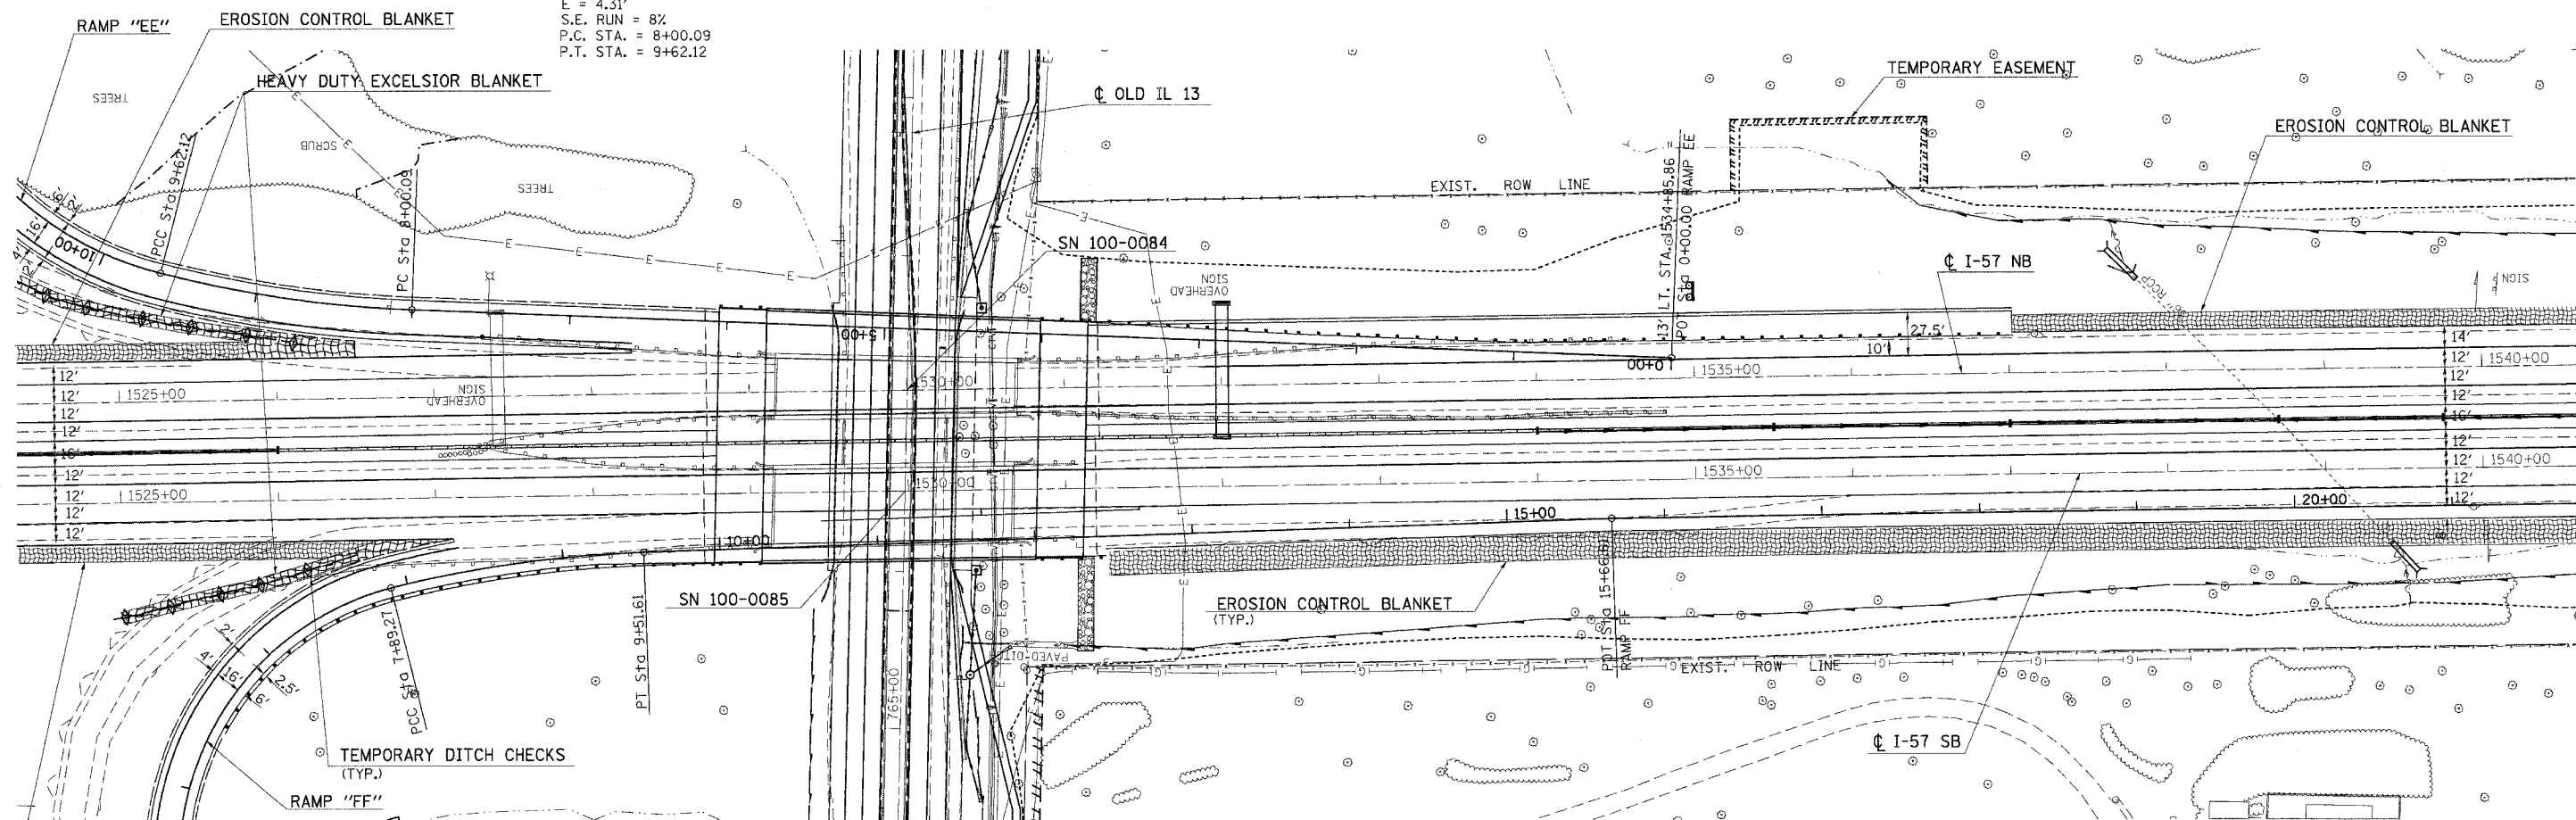 E = 4.31'
S.E. RUN = 8%
P.C. STA. = 8+00.09
P.T. STA. = 9+62.12
RAMP "EE"
EROSION CONTROL BLANKET
HEAVY DUTY EXCELSIOR BLANKET
TREES
SCRUB
TREES
PCC Sta 9+62.12
PC Sta 8+00.09
16'
10+00
℄ OLD IL 13
SN 100-0084
OVERHEAD
SIGN
EXIST. ROW LINE
13' LT. STA. 1534+85.86 =
POT Sta 0+00.00 RAMP EE
TEMPORARY EASEMENT
EROSION CONTROL BLANKET
℄ I-57 NB
SIGN
27.5'
10'
14'
12'
12'
12'
16'
12'
12'
12'
12'
1540+00
1540+00
5+00
0+00
1525+00
1530+00
1535+00
1525+00
1530+00
1535+00
12'
12'
12'
12'
16'
12'
12'
12'
12'
OVERHEAD
SIGN
10+00
15+00
20+00
SN 100-0085
EROSION CONTROL BLANKET
(TYP.)
PAVED DITCH
PT Sta 9+51.61
PCC Sta 7+89.27
765+00
POT Sta 15+66.61
RAMP FF
EXIST. ROW LINE
2'
4'
16'
2.5'
6'
TEMPORARY DITCH CHECKS
(TYP.)
RAMP "FF"
℄ I-57 SB